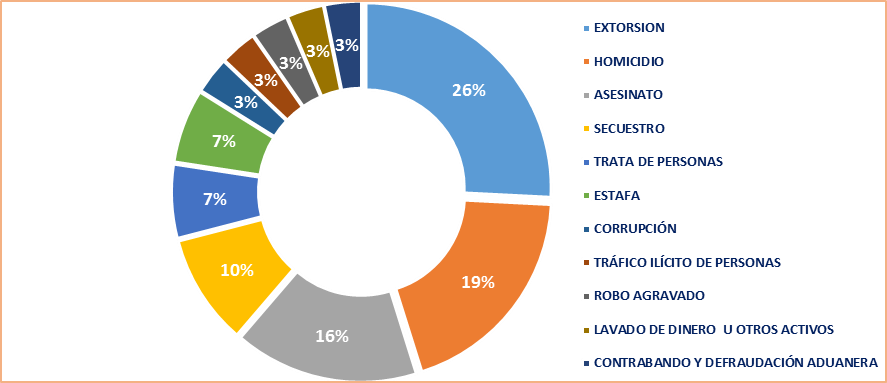 26%
19%
16%
10%
7%
7%
3%
3%
3%
3%
3%
EXTORSION
HOMICIDIO
ASESINATO
SECUESTRO
TRATA DE PERSONAS
ESTAFA
CORRUPCIÓN
TRÁFICO ILÍCITO DE PERSONAS
ROBO AGRAVADO
LAVADO DE DINERO U OTROS ACTIVOS
CONTRABANDO Y DEFRAUDACIÓN ADUANERA